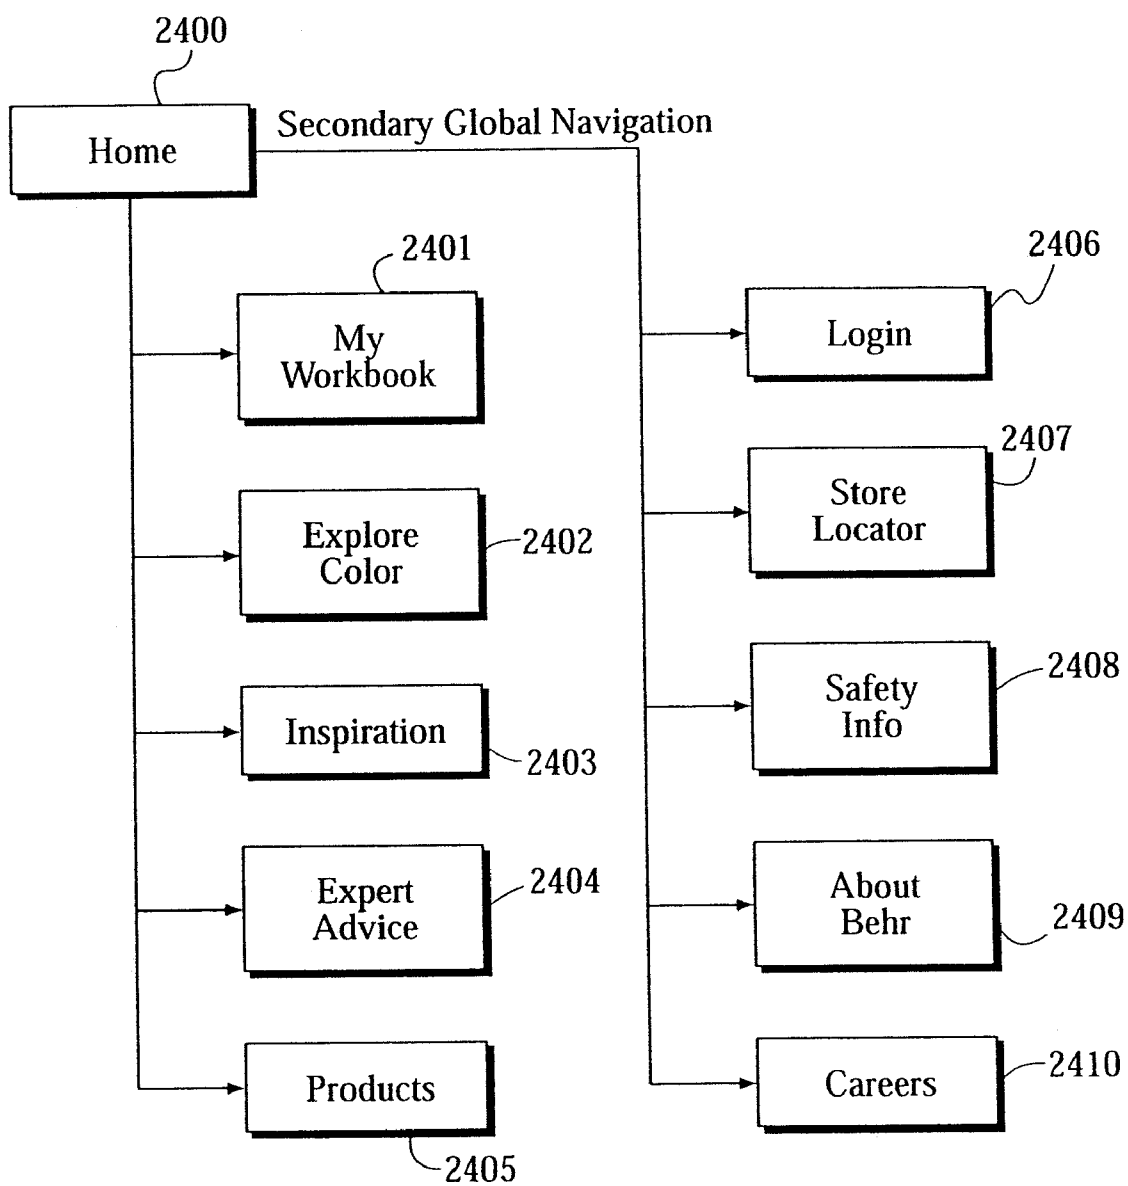 2400
Home
Secondary Global Navigation
2401
My
Workbook
Explore
Color
2402
Inspiration
2403
Expert
Advice
2404
Products
2405
2406
Login
2407
Store
Locator
Safety
Info
2408
About
Behr
2409
Careers
2410